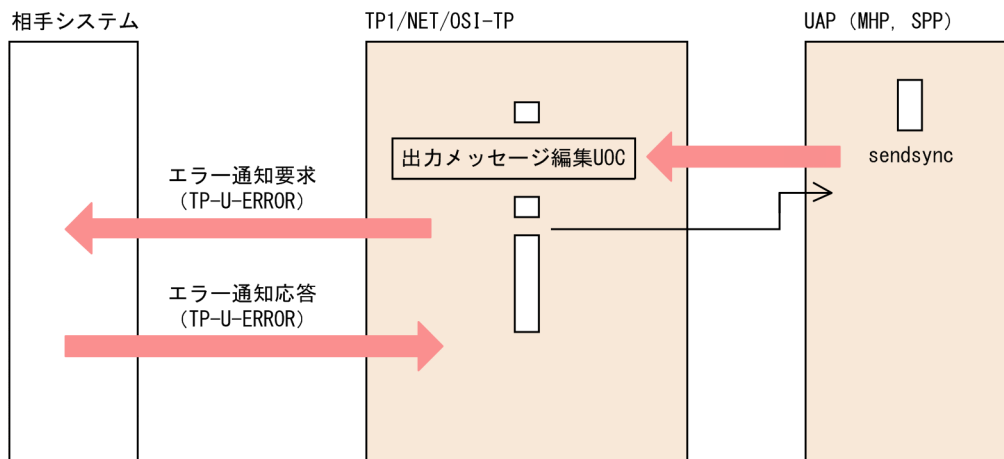 相手システム
TP1/NET/OSI-TP
UAP (MHP, SPP)
出力メッセージ編集UOC
sendsync
エラー通知要求
(TP-U-ERROR)
エラー通知応答
(TP-U-ERROR)